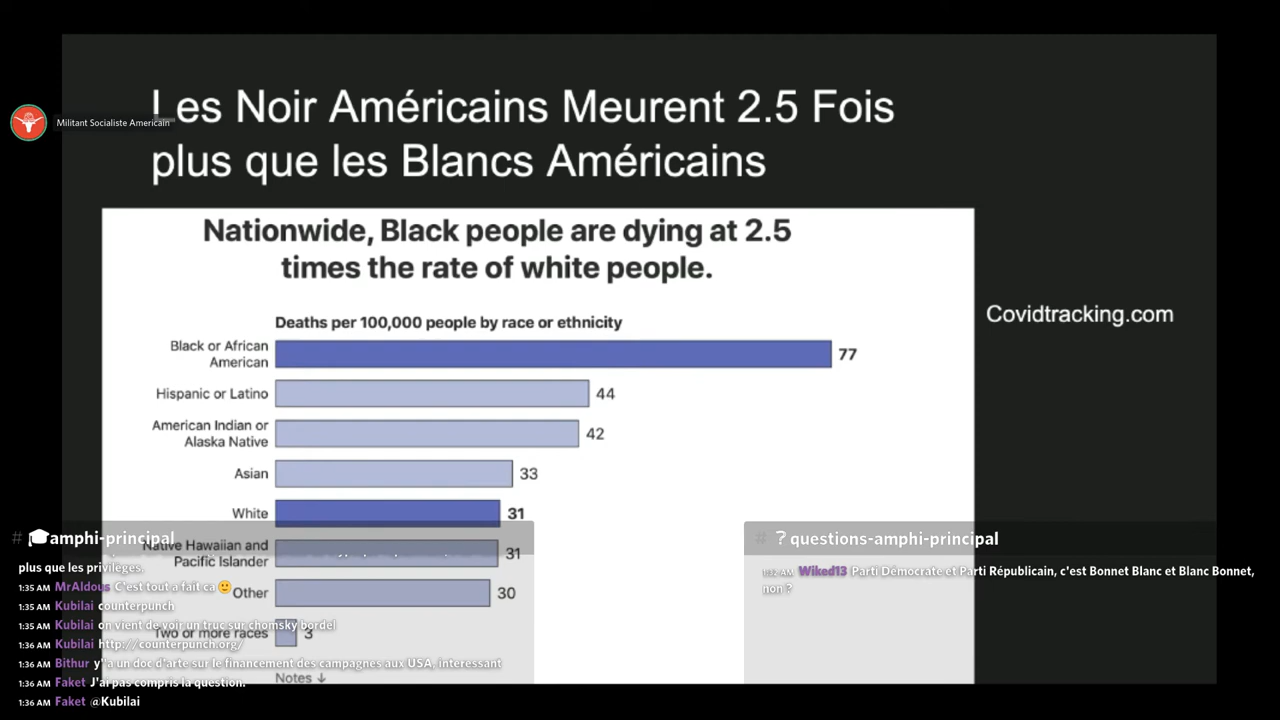 Les Noir Américains Meurent 2.5 Fois
plus que les Blancs Américains
Militant Socialiste Americain
Nationwide, Black people are dying at 2.5
times the rate of white people.
Covidtracking.com
Deaths per 100,000 people by race or ethnicity
Black or African
American
77
Hispanic or Latino
44
American Indian or
Alaska Native
42
Asian
33
White
31
Native Hawaiian and
Pacific Islander
31
Other
30
Two or more races
3
Notes ↓
# 🎓amphi-principal
plus que les privilèges.
1:35 AM MrAldous C'est tout a fait ca🙂
1:35 AM Kubilai counterpunch
1:35 AM Kubilai on vient de voir un truc sur chomsky bordel
1:36 AM Kubilai http://counterpunch.org/
1:36 AM Bithur y''a un doc d'arte sur le financement des campagnes aux USA, interessant
1:36 AM Faket J'ai pas compris la question.
1:36 AM Faket @Kubilai
# ❔questions-amphi-principal
1:32 AM Wiked13 Parti Démocrate et Parti Républicain, c'est Bonnet Blanc et Blanc Bonnet,
non ?